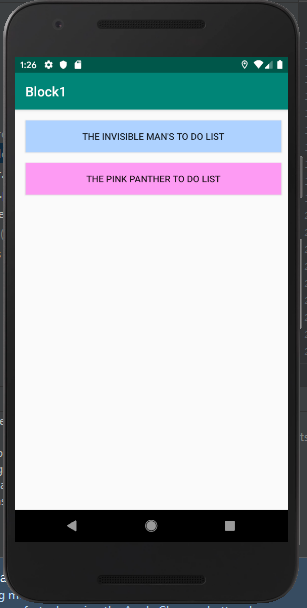 1:26
Block1
THE INVISIBLE MAN'S TO DO LIST
THE PINK PANTHER TO DO LIST